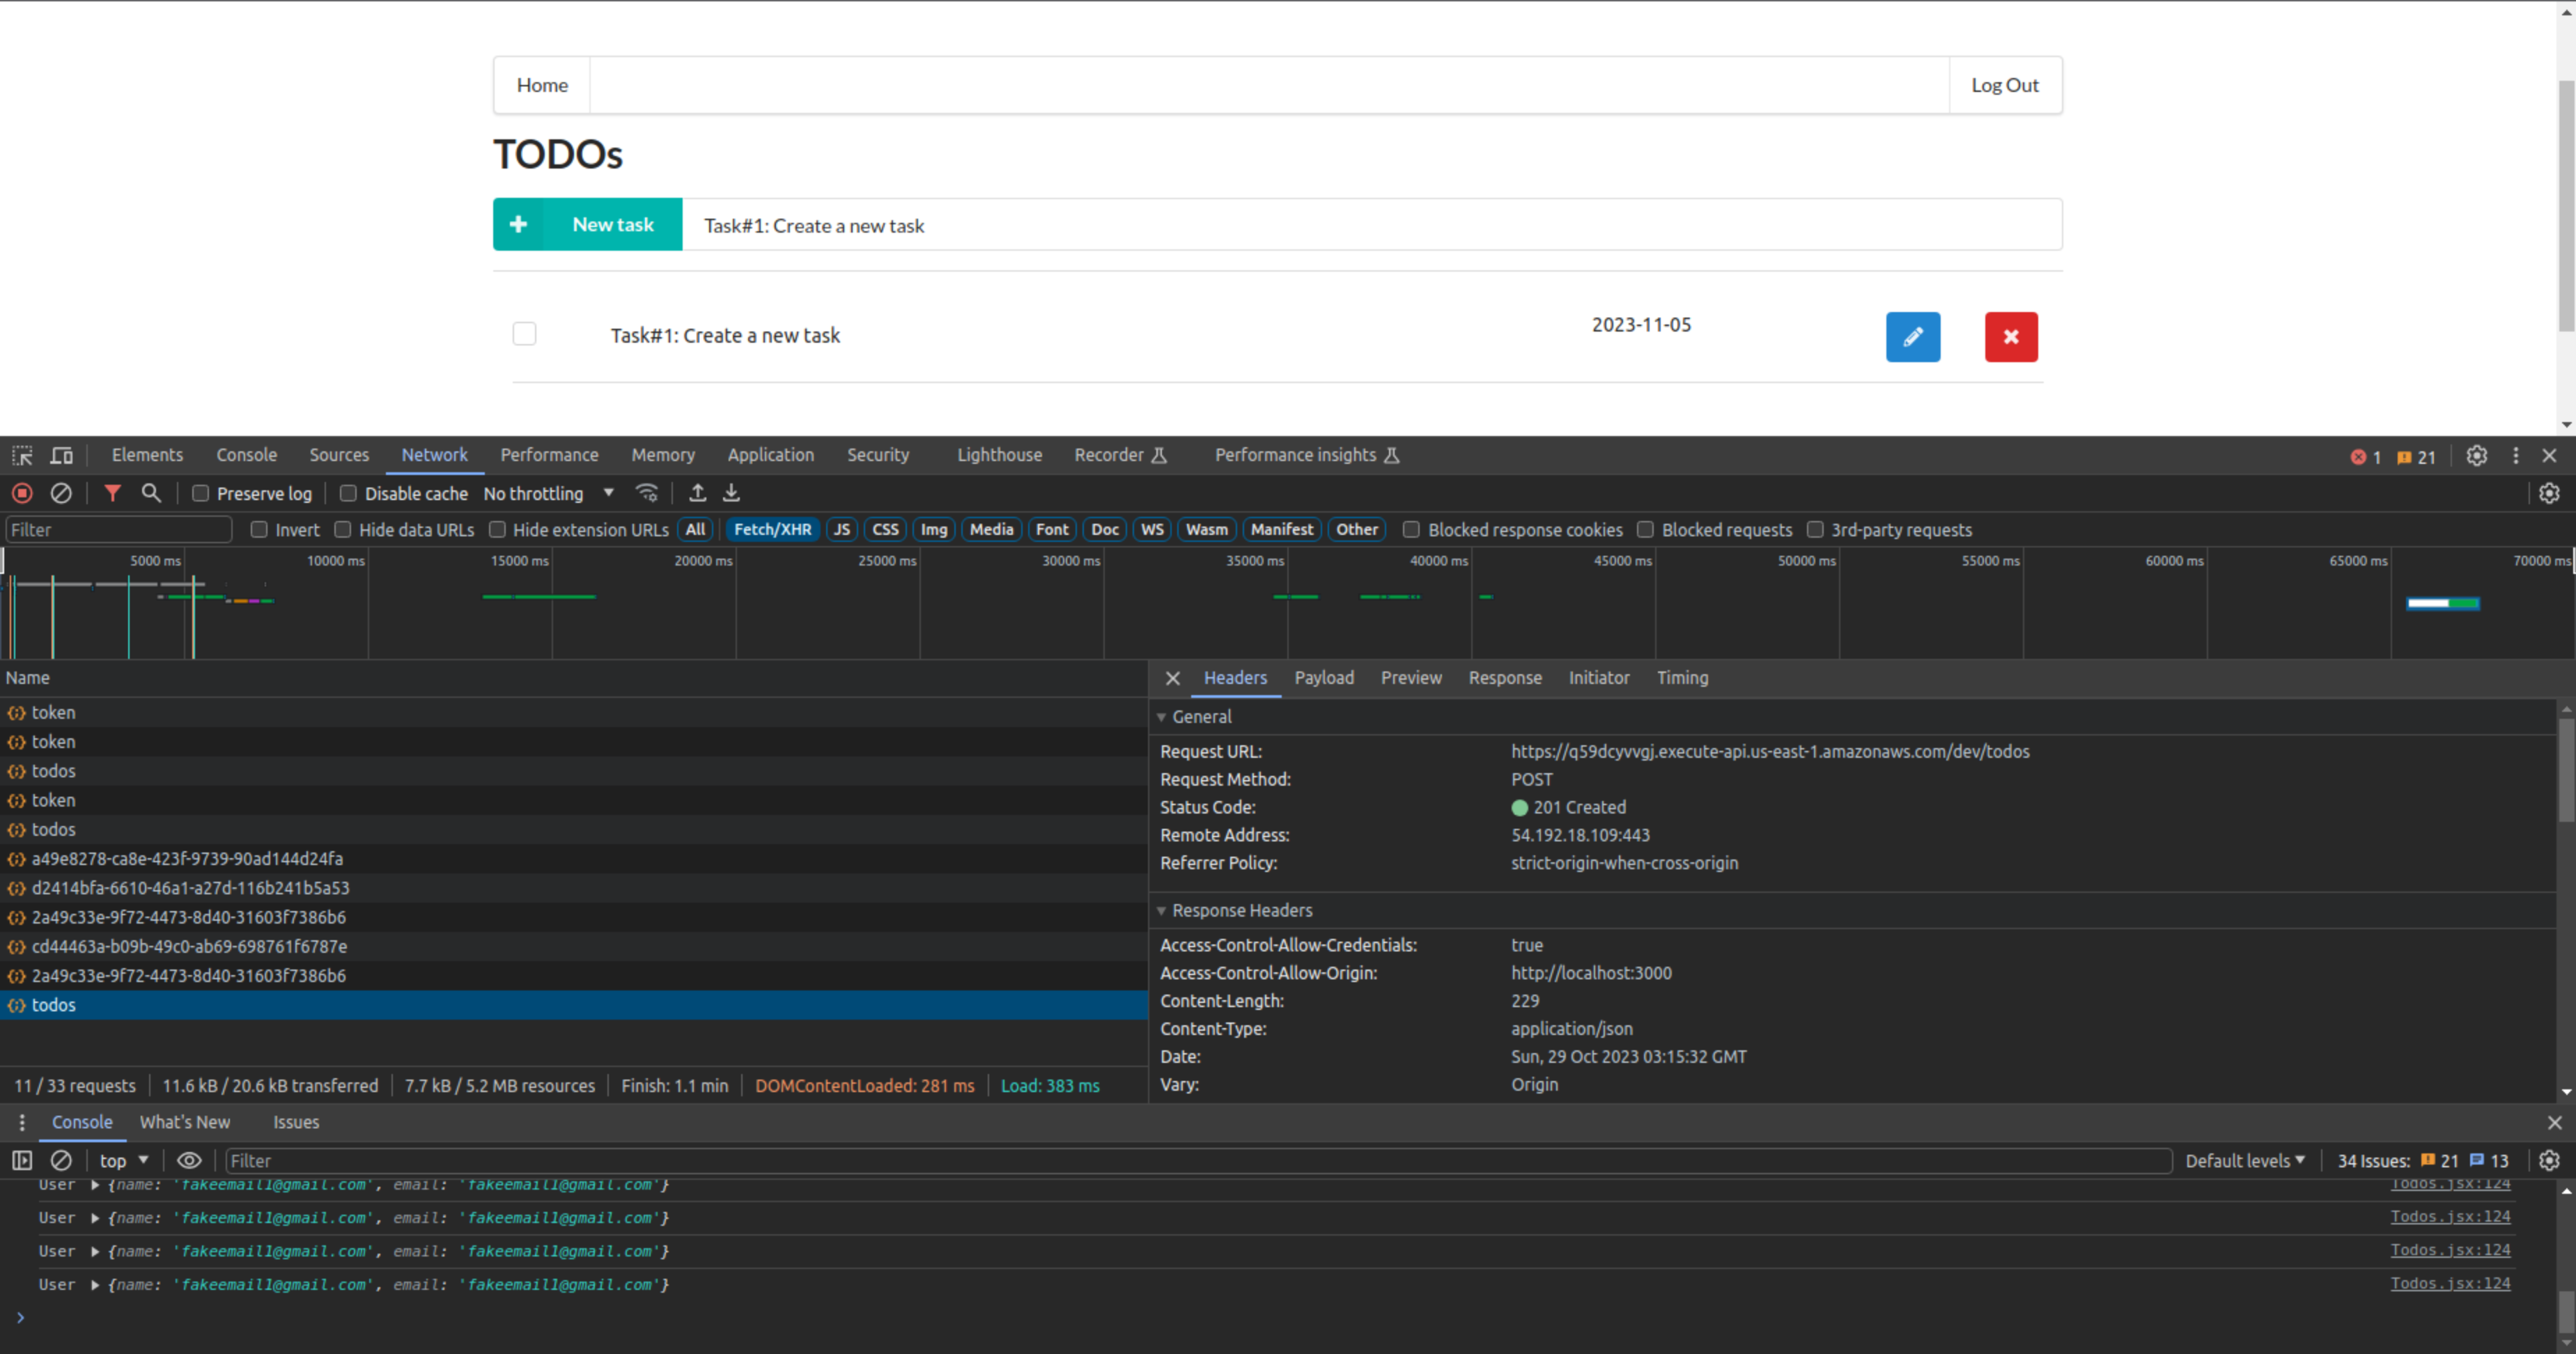 Home Log Out
TODOs
New task Task#1: Create a new task
Task#1: Create a new task 2023-11-05
Elements Console Sources Network Performance Memory Application Security Lighthouse Recorder Performance insights 1 21
Preserve log Disable cache No throttling
Filter Invert Hide data URLs Hide extension URLs All Fetch/XHR JS CSS Img Media Font Doc WS Wasm Manifest Other Blocked response cookies Blocked requests 3rd-party requests
5000 ms 10000 ms 15000 ms 20000 ms 25000 ms 30000 ms 35000 ms 40000 ms 45000 ms 50000 ms 55000 ms 60000 ms 65000 ms 70000 ms
Name
token
token
todos
token
todos
a49e8278-ca8e-423f-9739-90ad144d24fa
d2414bfa-6610-46a1-a27d-116b241b5a53
2a49c33e-9f72-4473-8d40-31603f7386b6
cd44463a-b09b-49c0-ab69-698761f6787e
2a49c33e-9f72-4473-8d40-31603f7386b6
todos
Headers Payload Preview Response Initiator Timing
General
Request URL: https://q59dcyvvgj.execute-api.us-east-1.amazonaws.com/dev/todos
Request Method: POST
Status Code: 201 Created
Remote Address: 54.192.18.109:443
Referrer Policy: strict-origin-when-cross-origin
Response Headers
Access-Control-Allow-Credentials: true
Access-Control-Allow-Origin: http://localhost:3000
Content-Length: 229
Content-Type: application/json
Date: Sun, 29 Oct 2023 03:15:32 GMT
Vary: Origin
11 / 33 requests 11.6 kB / 20.6 kB transferred 7.7 kB / 5.2 MB resources Finish: 1.1 min DOMContentLoaded: 281 ms Load: 383 ms
Console What's New Issues
top Filter Default levels 34 Issues: 21 13
User {name: 'fakeemail1@gmail.com', email: 'fakeemail1@gmail.com'} Todos.jsx:124
User {name: 'fakeemail1@gmail.com', email: 'fakeemail1@gmail.com'} Todos.jsx:124
User {name: 'fakeemail1@gmail.com', email: 'fakeemail1@gmail.com'} Todos.jsx:124
User {name: 'fakeemail1@gmail.com', email: 'fakeemail1@gmail.com'} Todos.jsx:124